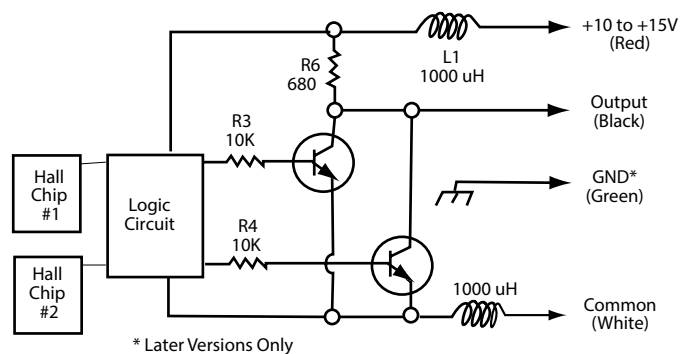 +10 to +15V
(Red)
L1
1000 uH
R6
680
Output
(Black)
R3
10K
Hall
Chip
#1
Logic
Circuit
GND*
(Green)
R4
10K
Hall
Chip
#2
1000 uH
Common
(White)
* Later Versions Only